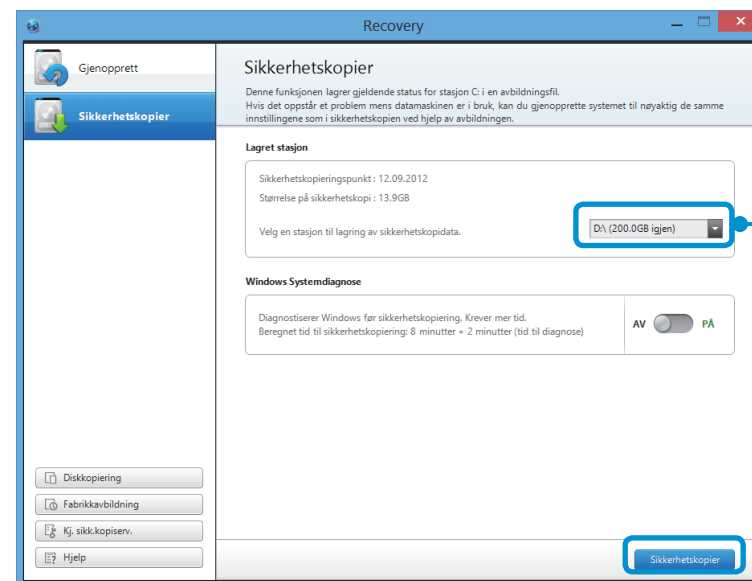 Recovery
Gjenopprett
Sikkerhetskopier
Sikkerhetskopier
Denne funksjonen lagrer gjeldende status for stasjon C: i en avbildningsfil.
Hvis det oppstår et problem mens datamaskinen er i bruk, kan du gjenopprette systemet til nøyaktig de samme
innstillingene som i sikkerhetskopien ved hjelp av avbildningen.
Lagret stasjon
Sikkerhetskopieringspunkt : 12.09.2012
Størrelse på sikkerhetskopi : 13.9GB
Velg en stasjon til lagring av sikkerhetskopidata.
D:\ (200.0GB igjen)
Windows Systemdiagnose
Diagnostiserer Windows før sikkerhetskopiering. Krever mer tid.
Beregnet tid til sikkerhetskopiering: 8 minutter + 2 minutter (tid til diagnose)
AV PÅ
Diskkopiering
Fabrikkavbildning
Kj. sikk.kopiserv.
Hjelp
Sikkerhetskopier